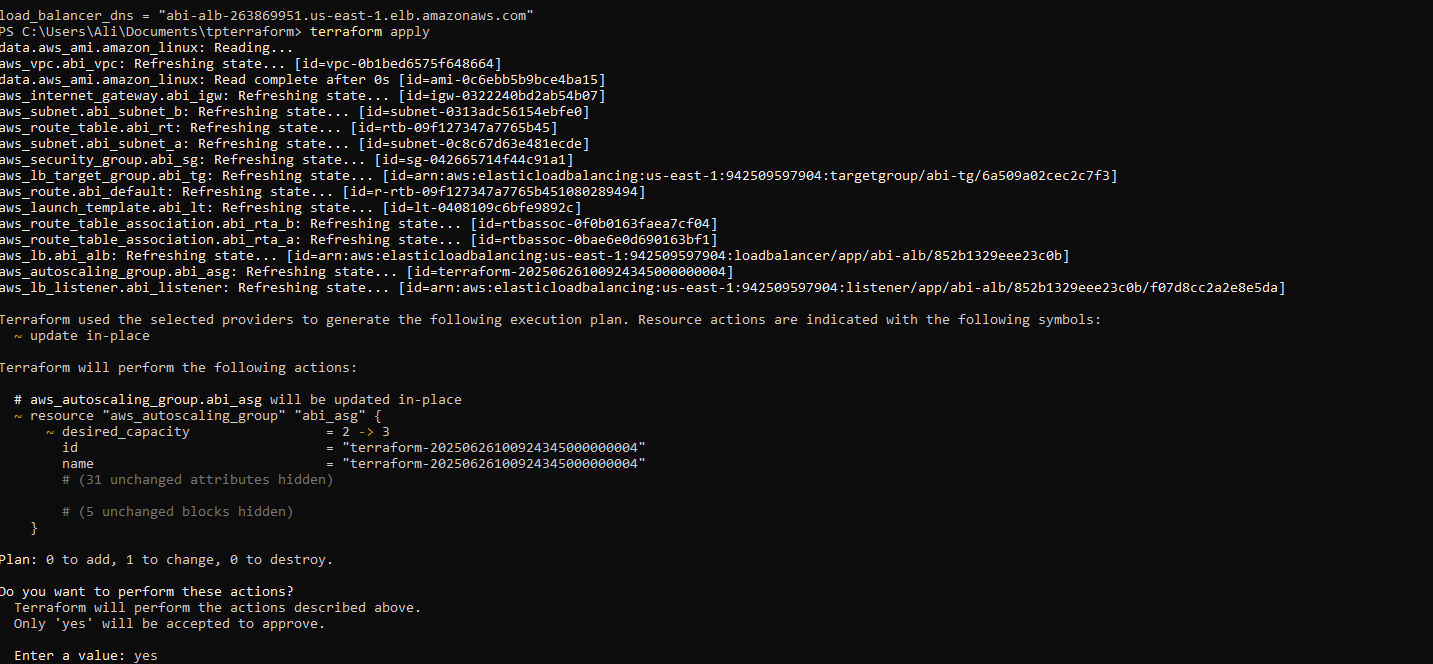 load_balancer_dns = "abi-alb-263869951.us-east-1.elb.amazonaws.com"
PS C:\Users\Ali\Documents\tpterraform> terraform apply
data.aws_ami.amazon_linux: Reading...
aws_vpc.abi_vpc: Refreshing state... [id=vpc-0b1bed6575f648664]
data.aws_ami.amazon_linux: Read complete after 0s [id=ami-0c6ebb5b9bce4ba15]
aws_internet_gateway.abi_igw: Refreshing state... [id=igw-0322240bd2ab54b07]
aws_subnet.abi_subnet_b: Refreshing state... [id=subnet-0313adc56154ebfe0]
aws_route_table.abi_rt: Refreshing state... [id=rtb-09f127347a7765b45]
aws_subnet.abi_subnet_a: Refreshing state... [id=subnet-0c8c67d63e481ecde]
aws_security_group.abi_sg: Refreshing state... [id=sg-042665714f44c91a1]
aws_lb_target_group.abi_tg: Refreshing state... [id=arn:aws:elasticloadbalancing:us-east-1:942509597904:targetgroup/abi-tg/6a509a02cec2c7f3]
aws_route.abi_default: Refreshing state... [id=r-rtb-09f127347a7765b451080289494]
aws_launch_template.abi_lt: Refreshing state... [id=lt-0408109c6bfe9892c]
aws_route_table_association.abi_rta_b: Refreshing state... [id=rtbassoc-0f0b0163faea7cf04]
aws_route_table_association.abi_rta_a: Refreshing state... [id=rtbassoc-0bae6e0d690163bf1]
aws_lb.abi_alb: Refreshing state... [id=arn:aws:elasticloadbalancing:us-east-1:942509597904:loadbalancer/app/abi-alb/852b1329eee23c0b]
aws_autoscaling_group.abi_asg: Refreshing state... [id=terraform-20250626100924345000000004]
aws_lb_listener.abi_listener: Refreshing state... [id=arn:aws:elasticloadbalancing:us-east-1:942509597904:listener/app/abi-alb/852b1329eee23c0b/f07d8cc2a2e8e5da]
Terraform used the selected providers to generate the following execution plan. Resource actions are indicated with the following symbols:
~ update in-place
Terraform will perform the following actions:
# aws_autoscaling_group.abi_asg will be updated in-place
~ resource "aws_autoscaling_group" "abi_asg" {
~ desired_capacity = 2 -> 3
id = "terraform-20250626100924345000000004"
name = "terraform-20250626100924345000000004"
# (31 unchanged attributes hidden)
# (5 unchanged blocks hidden)
}
Plan: 0 to add, 1 to change, 0 to destroy.
Do you want to perform these actions?
Terraform will perform the actions described above.
Only 'yes' will be accepted to approve.
Enter a value: yes